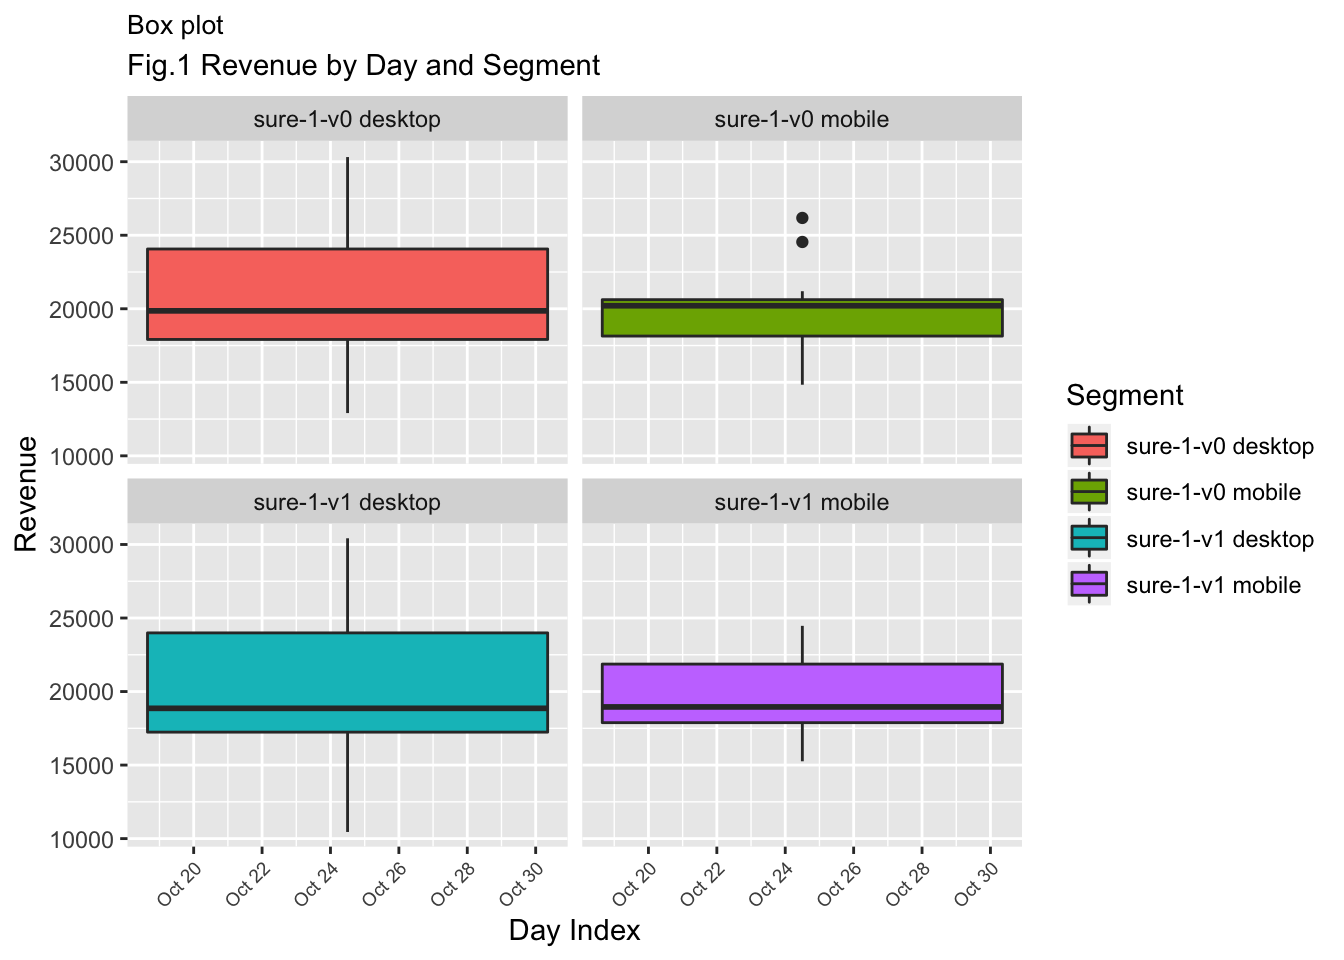 Box plot
Fig.1 Revenue by Day and Segment
sure-1-v0 desktop
sure-1-v0 mobile
30000
25000
20000
15000
10000
Revenue
sure-1-v1 desktop
sure-1-v1 mobile
30000
25000
20000
15000
10000
Oct 20
Oct 22
Oct 24
Oct 26
Oct 28
Oct 30
Oct 20
Oct 22
Oct 24
Oct 26
Oct 28
Oct 30
Day Index
Segment
sure-1-v0 desktop
sure-1-v0 mobile
sure-1-v1 desktop
sure-1-v1 mobile